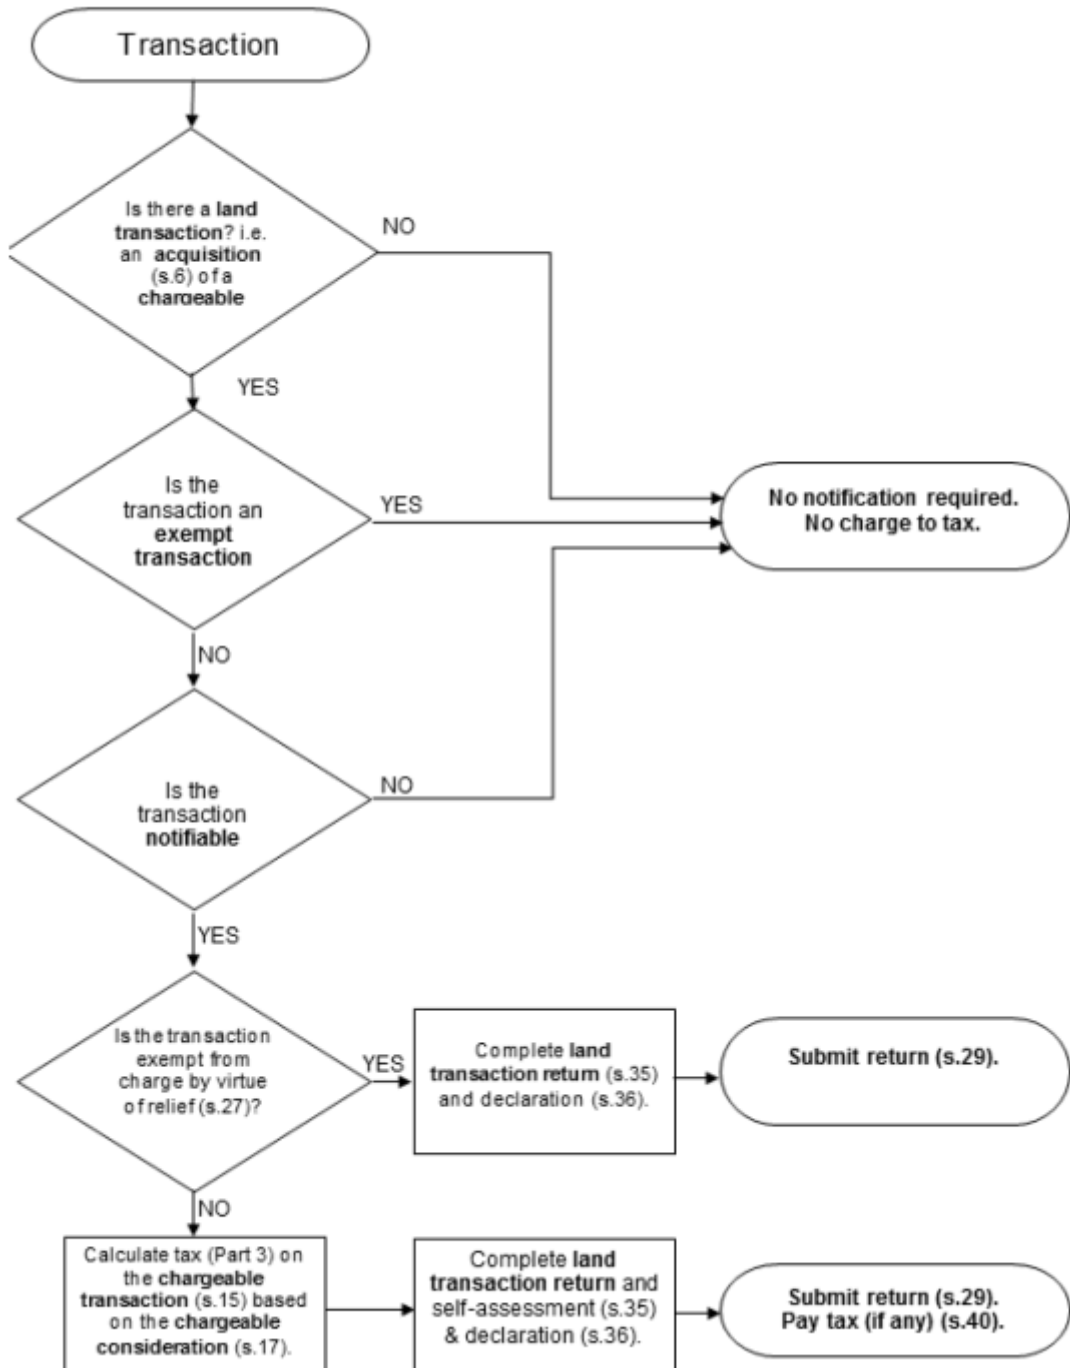 Transaction
Is there a land
transaction? i.e.
an acquisition
(s.6) of a
chargeable
NO
YES
Is the
transaction an
exempt
transaction
YES
No notification required.
No charge to tax.
NO
Is the
transaction
notifiable
NO
YES
Is the transaction
exempt from
charge by virtue
of relief (s.27)?
YES
Complete land
transaction return (s.35)
and declaration (s.36).
Submit return (s.29).
NO
Calculate tax (Part 3) on
the chargeable
transaction (s.15) based
on the chargeable
consideration (s.17).
Complete land
transaction return and
self-assessment (s.35)
& declaration (s.36).
Submit return (s.29).
Pay tax (if any) (s.40).